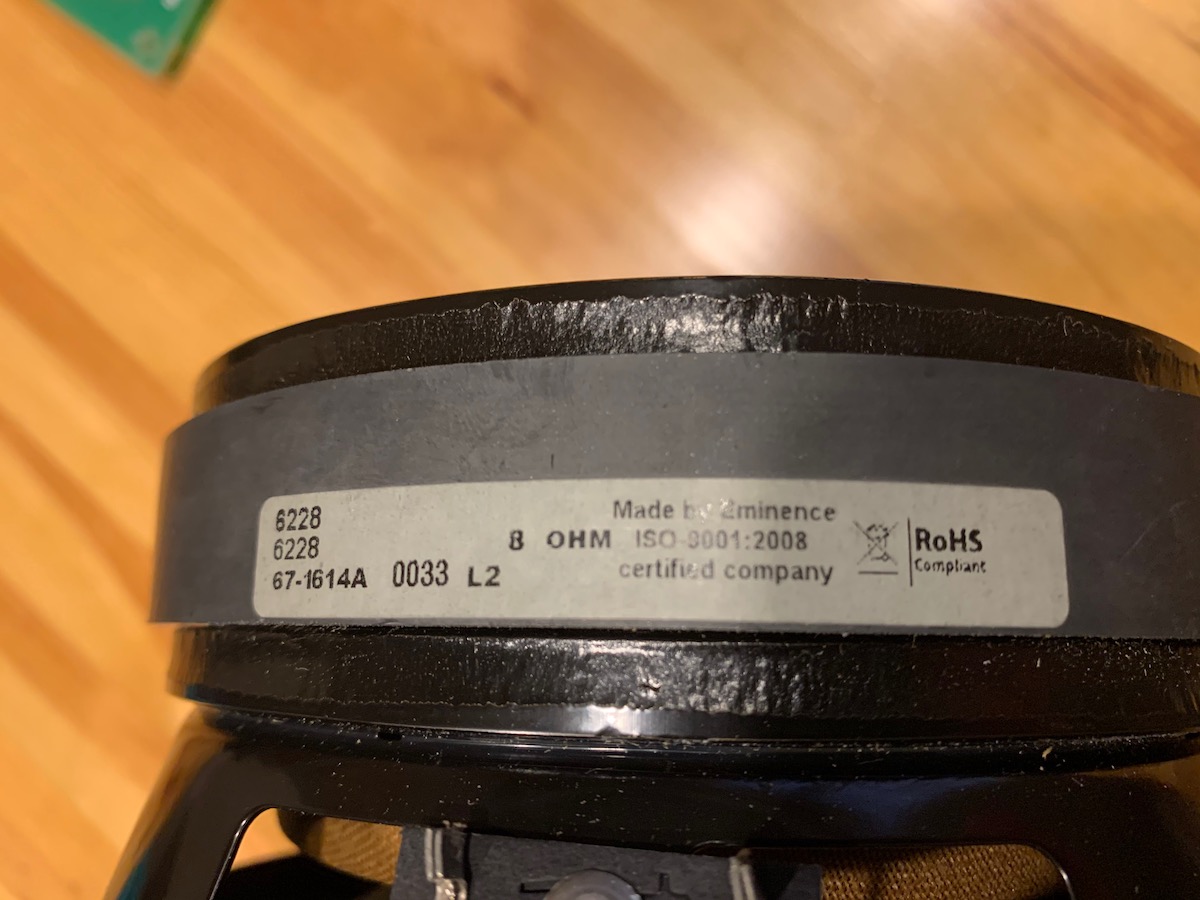 6228
6228
67-1614A 0033 L2
8 OHM
Made by Eminence
ISO-9001:2008
certified company
RoHS
Compliant